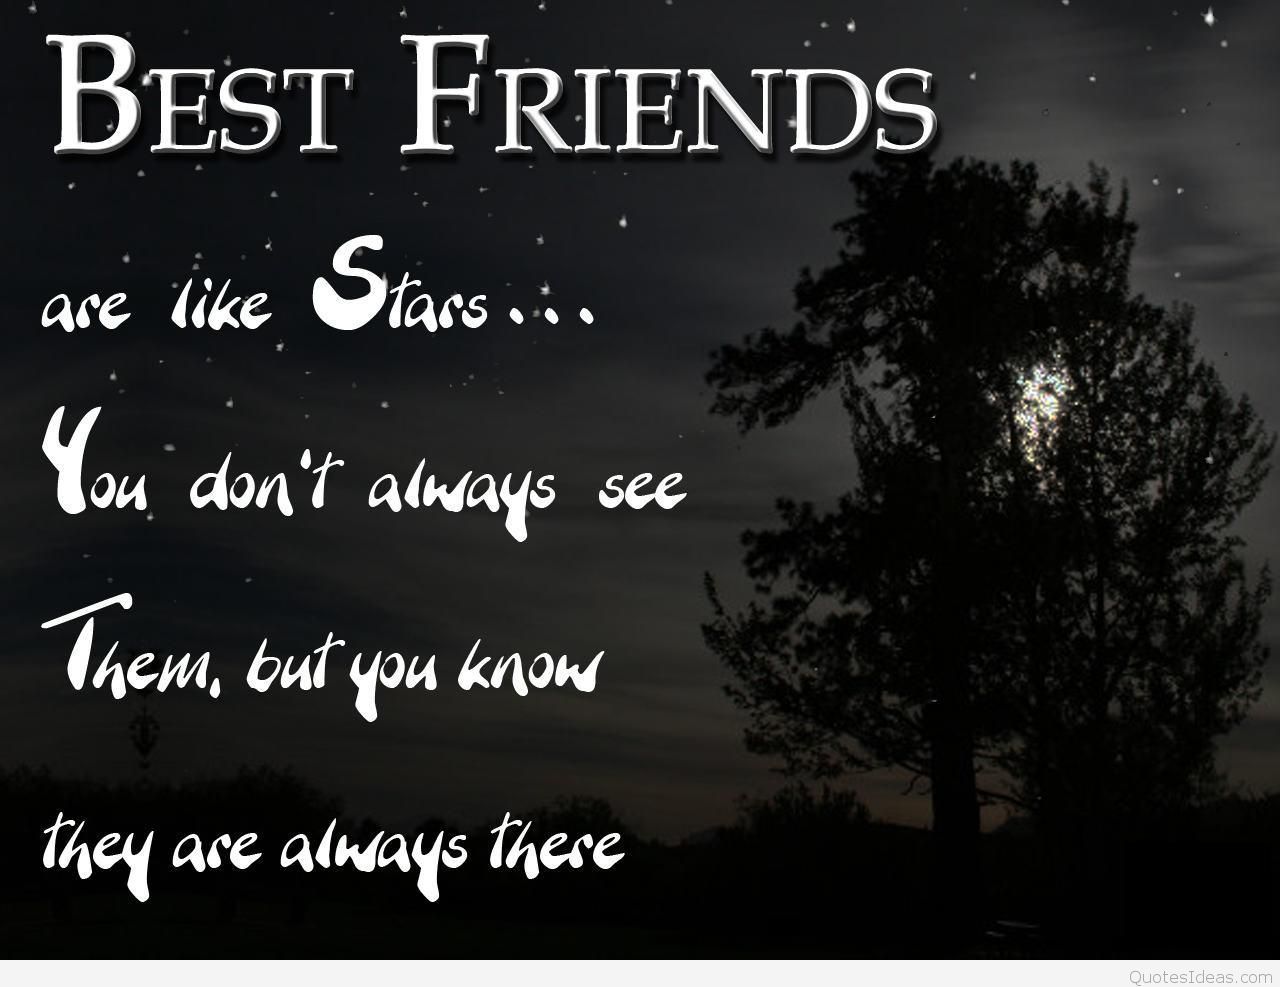 BEST FRIENDS
are like Stars...
You don't always see
Them, but you know
they are always there
QuotesIdeas.com